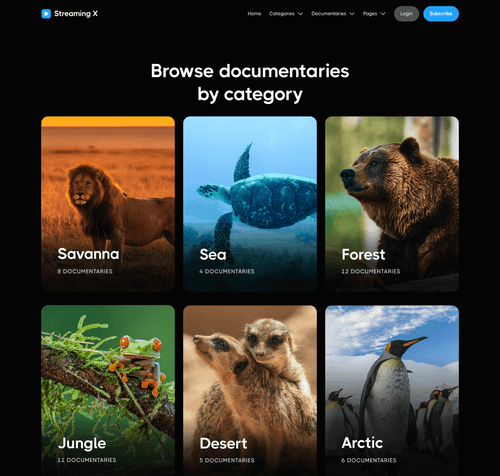 Streaming X
Home Categories Documentaries Pages Login Subscribe
Browse documentaries
by category
Savanna
8 DOCUMENTARIES
Sea
4 DOCUMENTARIES
Forest
12 DOCUMENTARIES
Jungle
11 DOCUMENTARIES
Desert
5 DOCUMENTARIES
Arctic
6 DOCUMENTARIES